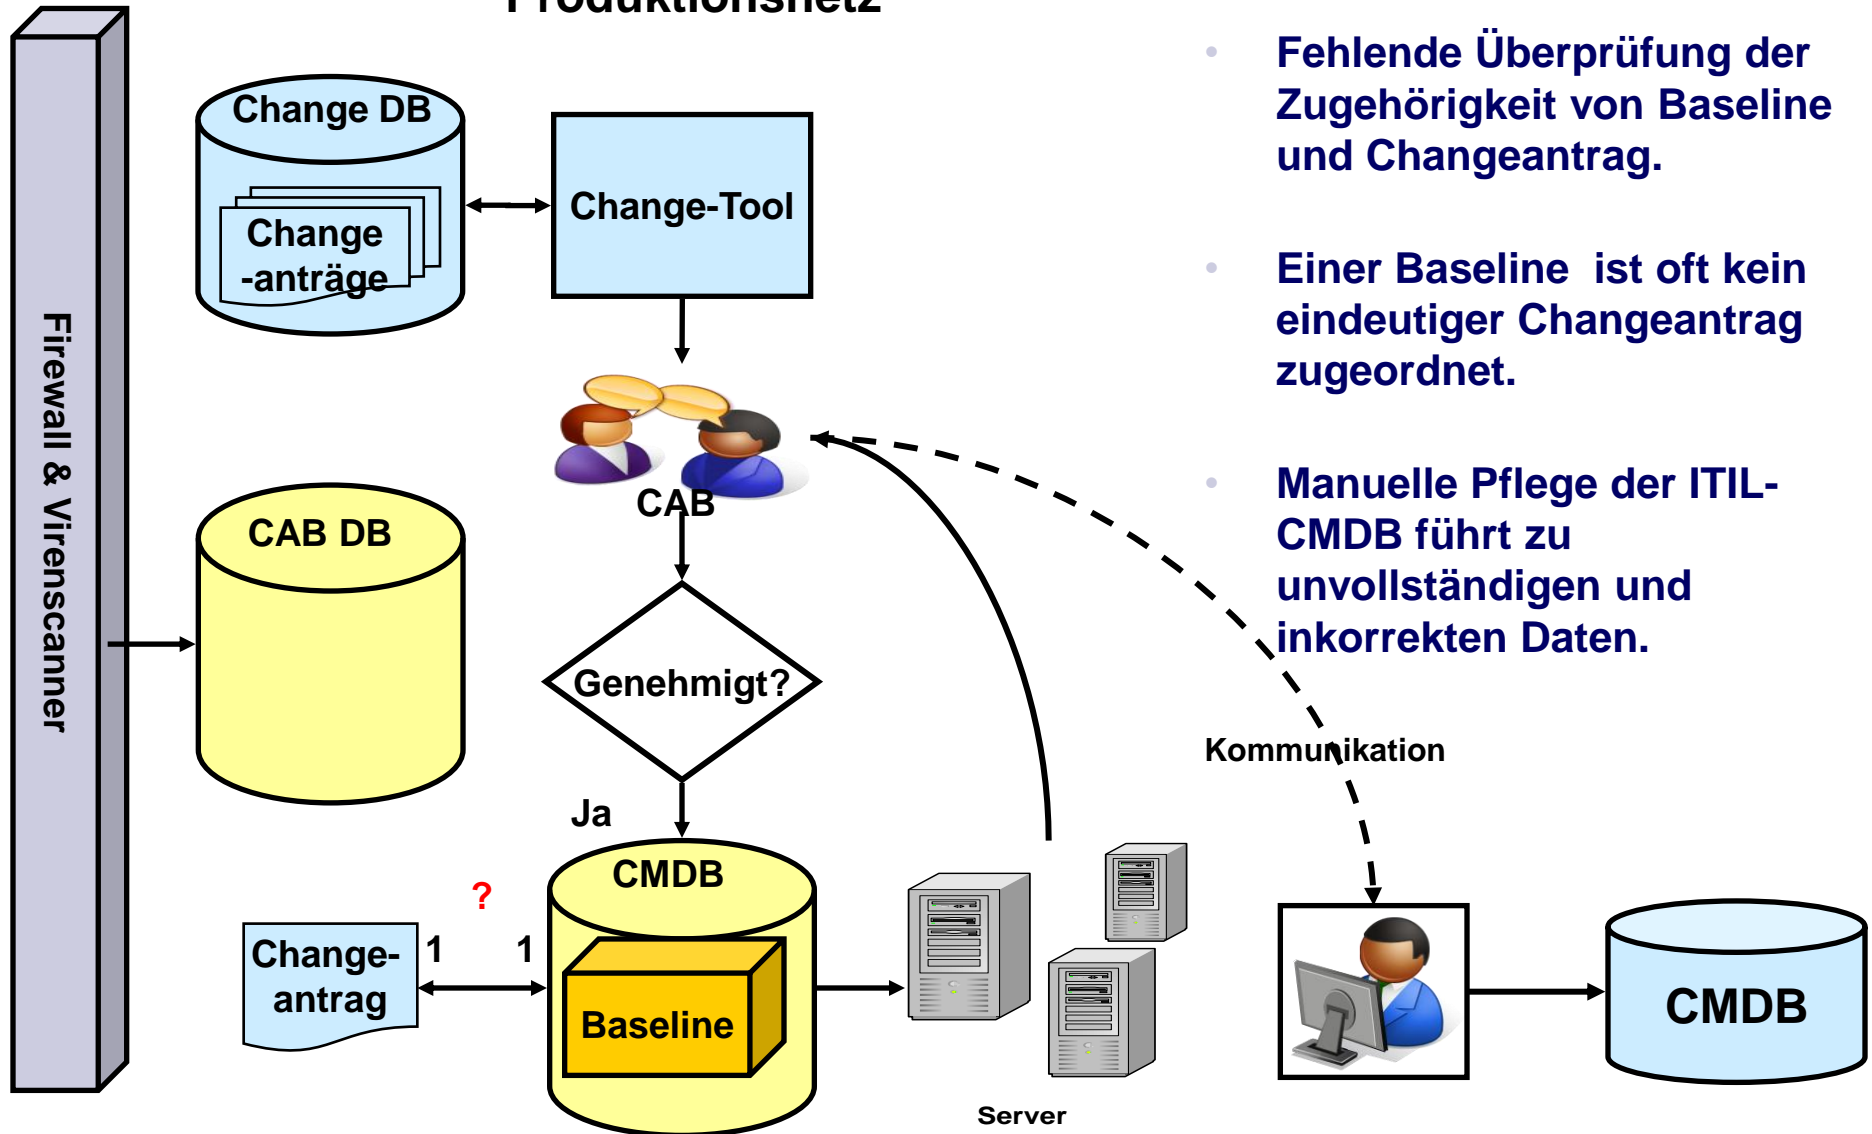 Produktionsnetz
Firewall & Virenscanner
Change DB
Change
-anträge
Change-Tool
CAB
CAB DB
Genehmigt?
Ja
CMDB
?
Change-
antrag
1
1
Baseline
Server
Kommunikation
CMDB
• Fehlende Überprüfung der
Zugehörigkeit von Baseline
und Changeantrag.
• Einer Baseline  ist oft kein
eindeutiger Changeantrag
zugeordnet.
• Manuelle Pflege der ITIL-
CMDB führt zu
unvollständigen und
inkorrekten Daten.